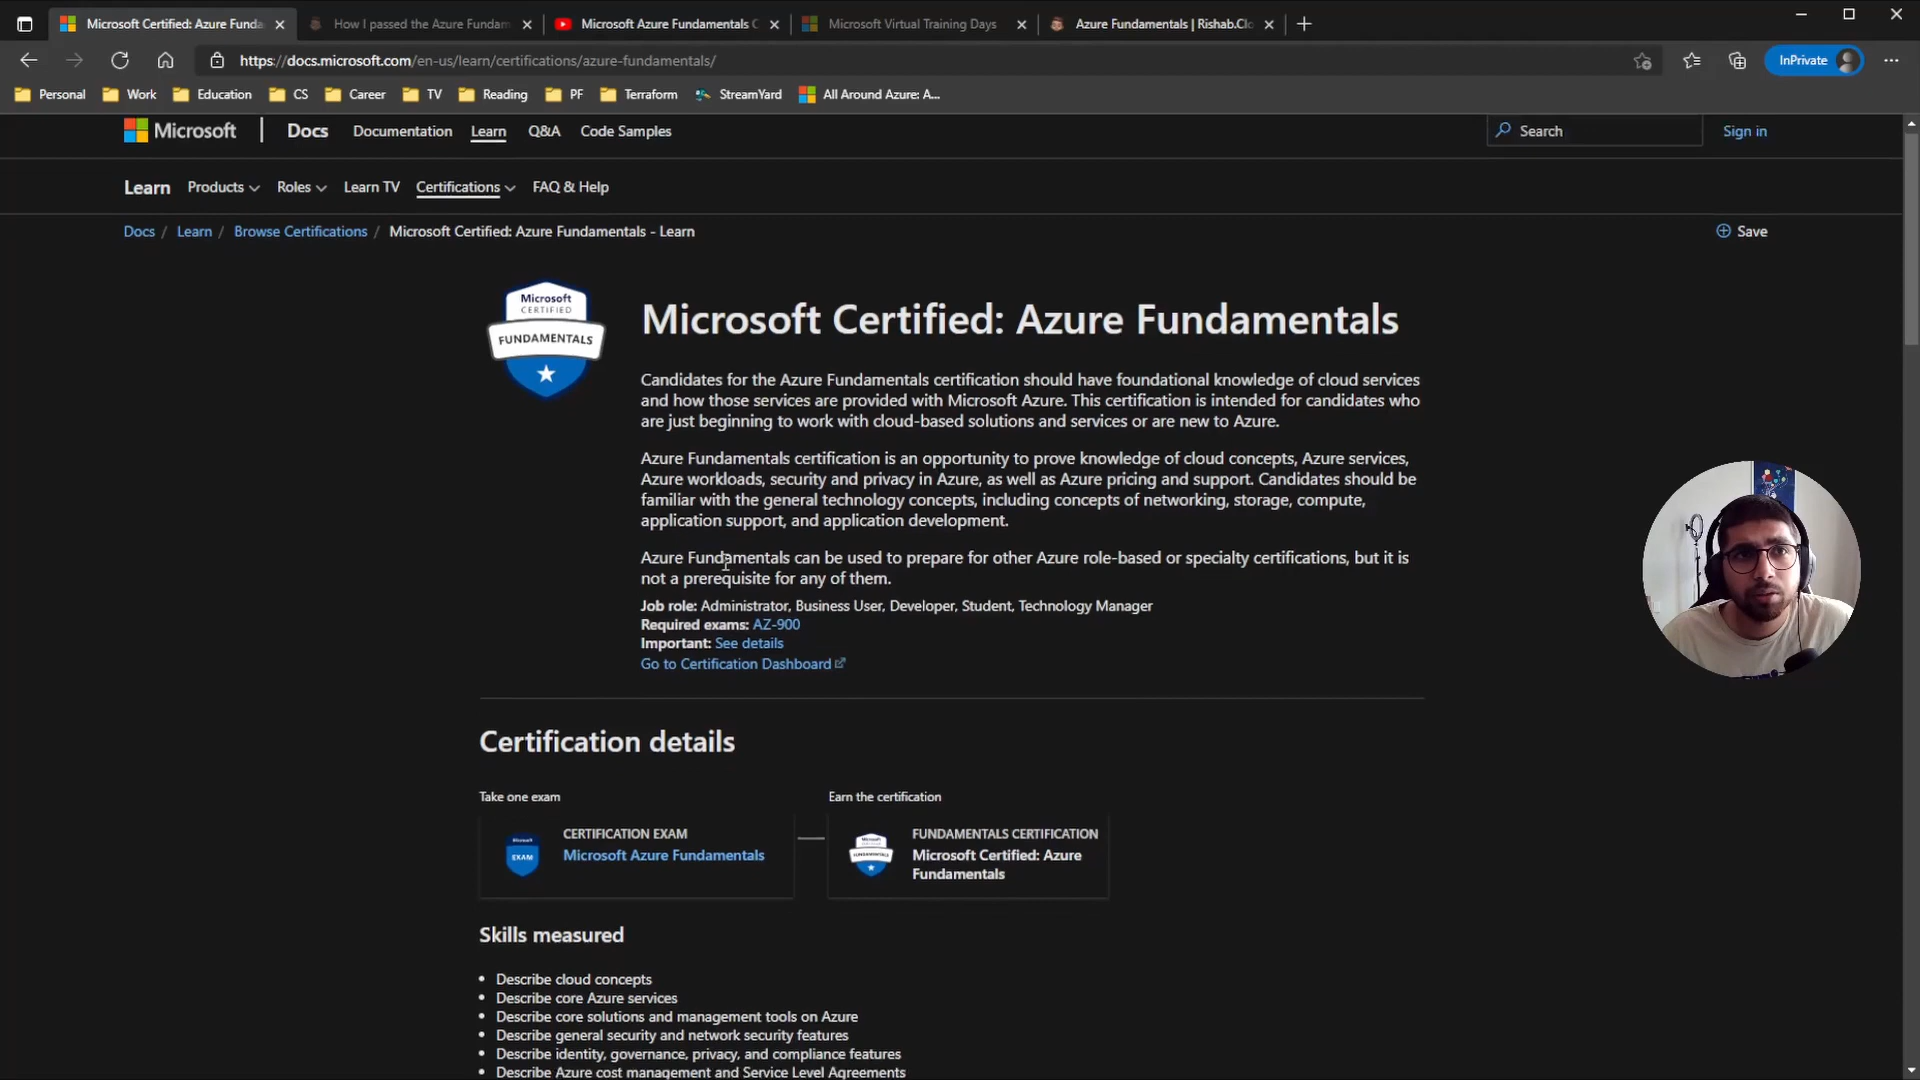 Microsoft Certified: Azure Funda
How I passed the Azure Fundam
Microsoft Azure Fundamentals C
Microsoft Virtual Training Days
Azure Fundamentals | Rishab.Clo
https://docs.microsoft.com/en-us/learn/certifications/azure-fundamentals/
InPrivate
Personal
Work
Education
CS
Career
TV
Reading
PF
Terraform
StreamYard
All Around Azure: A...
Microsoft
Docs
Documentation
Learn
Q&A
Code Samples
Search
Sign in
Learn
Products
Roles
Learn TV
Certifications
FAQ & Help
Docs / Learn / Browse Certifications / Microsoft Certified: Azure Fundamentals - Learn
Save
Microsoft
CERTIFIED
FUNDAMENTALS
Microsoft Certified: Azure Fundamentals
Candidates for the Azure Fundamentals certification should have foundational knowledge of cloud services
and how those services are provided with Microsoft Azure. This certification is intended for candidates who
are just beginning to work with cloud-based solutions and services or are new to Azure.
Azure Fundamentals certification is an opportunity to prove knowledge of cloud concepts, Azure services,
Azure workloads, security and privacy in Azure, as well as Azure pricing and support. Candidates should be
familiar with the general technology concepts, including concepts of networking, storage, compute,
application support, and application development.
Azure Fundamentals can be used to prepare for other Azure role-based or specialty certifications, but it is
not a prerequisite for any of them.
Job role: Administrator, Business User, Developer, Student, Technology Manager
Required exams: AZ-900
Important: See details
Go to Certification Dashboard
Certification details
Take one exam
CERTIFICATION EXAM
Microsoft Azure Fundamentals
Microsoft
EXAM
Earn the certification
FUNDAMENTALS CERTIFICATION
Microsoft Certified: Azure
Fundamentals
Microsoft
FUNDAMENTALS
Skills measured
• Describe cloud concepts
• Describe core Azure services
• Describe core solutions and management tools on Azure
• Describe general security and network security features
• Describe identity, governance, privacy, and compliance features
• Describe Azure cost management and Service Level Agreements